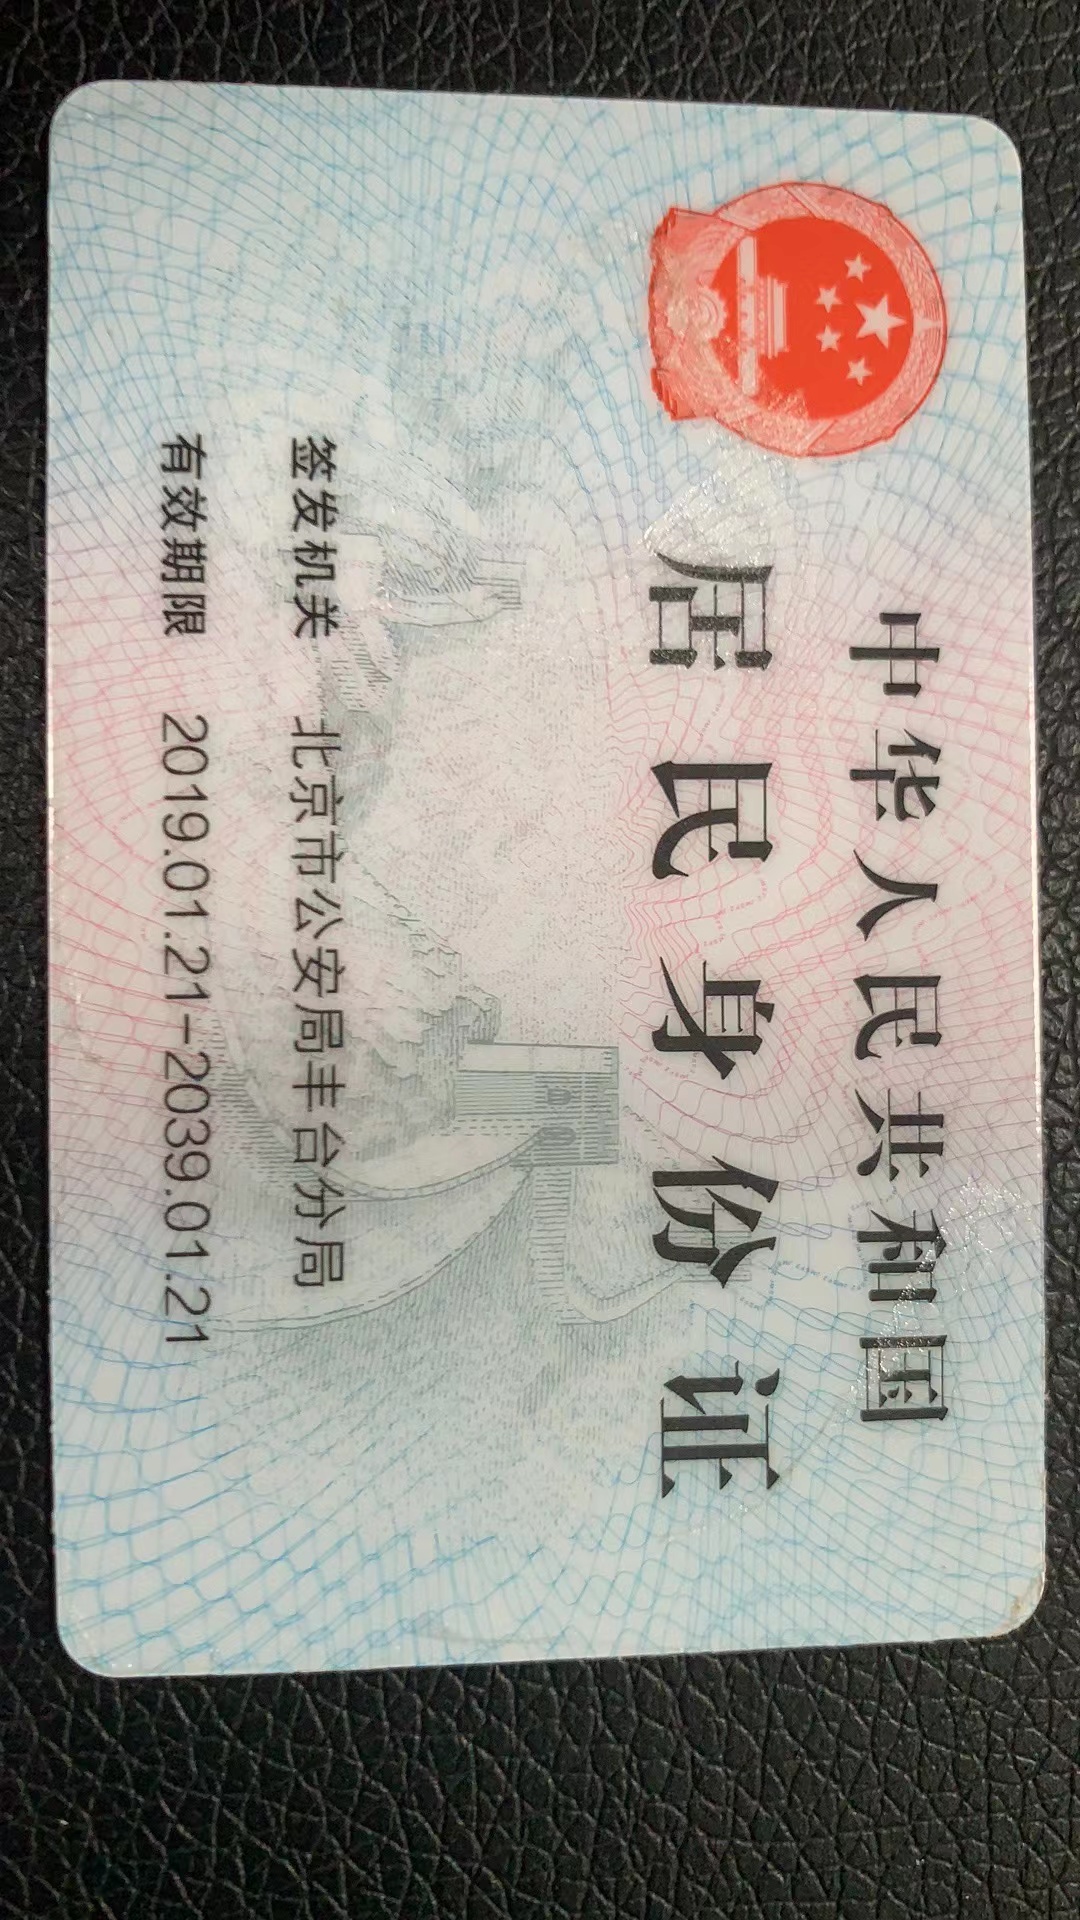 中华人民共和国
居民身份证
签发机关 北京市公安局丰台分局
有效期限 2019.01.21-2039.01.21